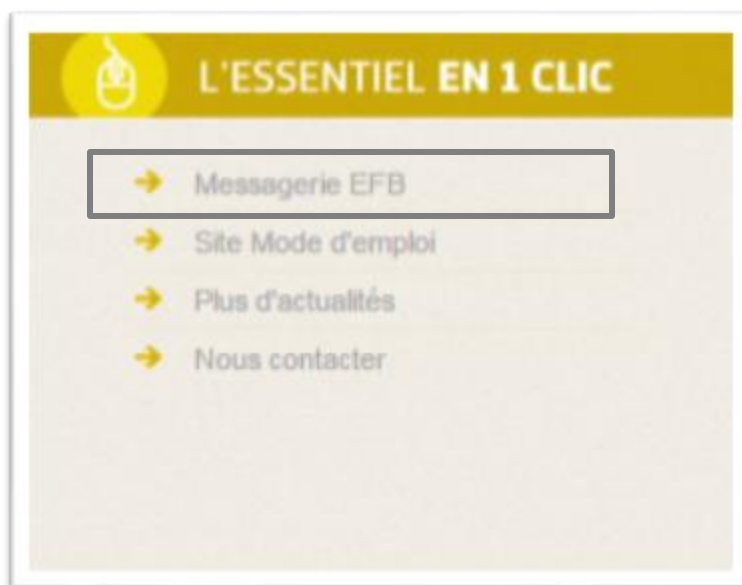 L'ESSENTIEL EN 1 CLIC
Messagerie EFB
Site Mode d'emploi
Plus d'actualités
Nous contacter